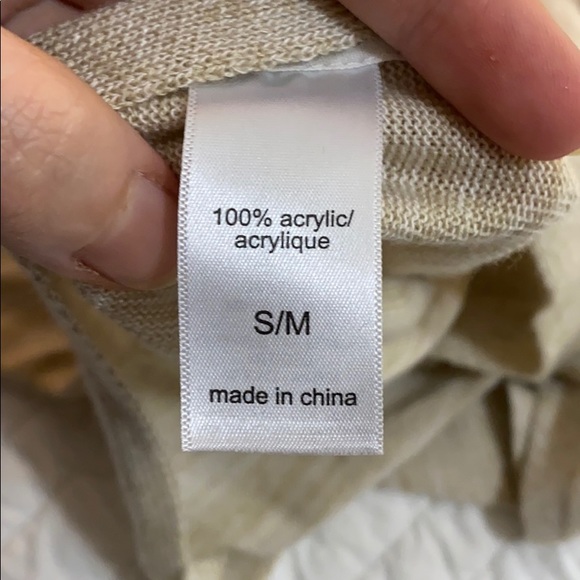 100% acrylic/
acrylique
S/M
made in china